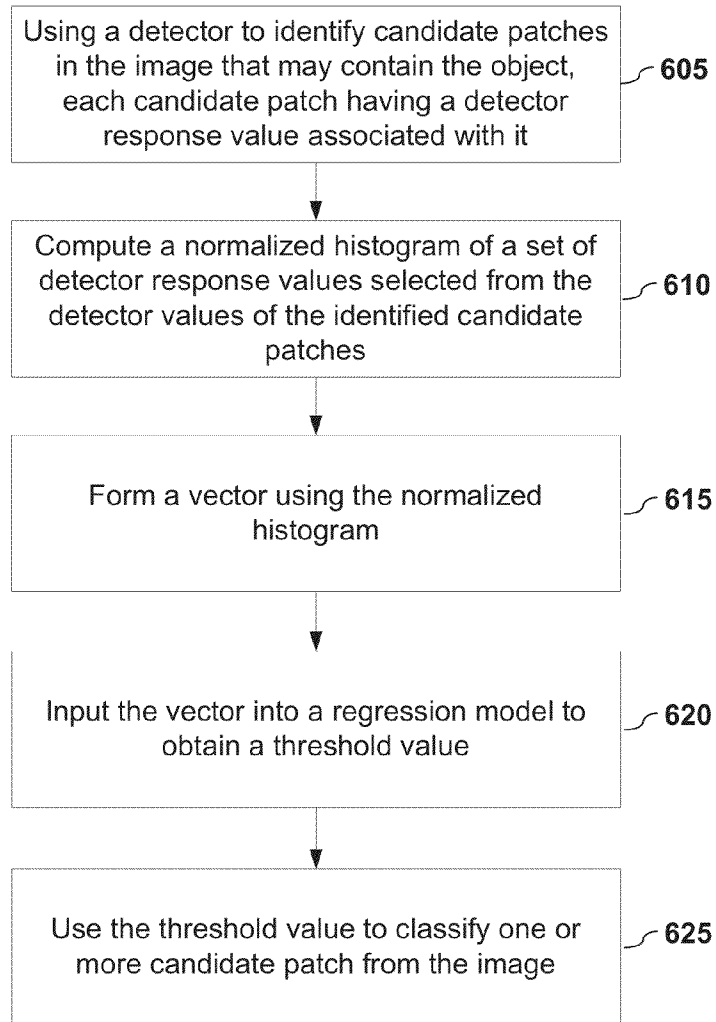 Using a detector to identify candidate patches
in the image that may contain the object,
each candidate patch having a detector
response value associated with it
605
Compute a normalized histogram of a set of
detector response values selected from the
detector values of the identified candidate
patches
610
Form a vector using the normalized
histogram
615
Input the vector into a regression model to
obtain a threshold value
620
Use the threshold value to classify one or
more candidate patch from the image
625